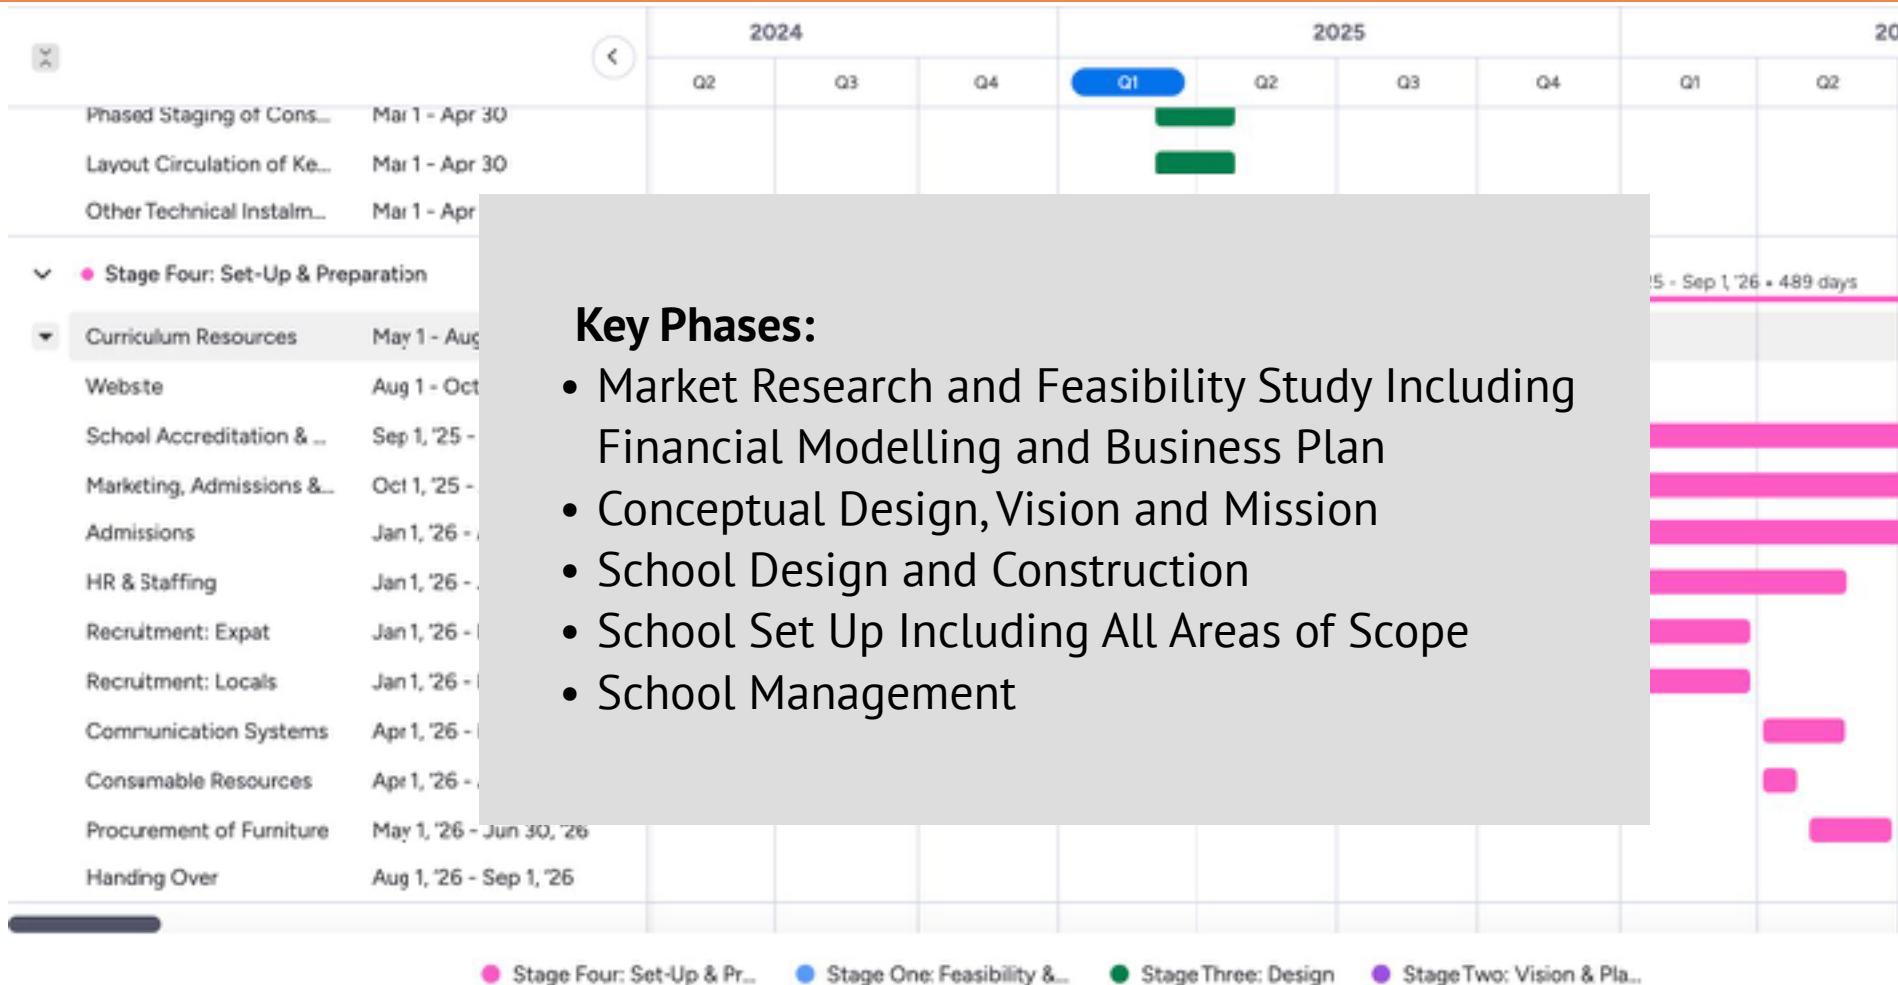 2024 2025 20
Q2 Q3 Q4 Q1 Q2 Q3 Q4 Q1 Q2
Phased Staging of Cons... Mar 1 - Apr 30
Layout Circulation of Ke... Mar 1 - Apr 30
Other Technical Instalm... Mar 1 - Apr
Stage Four: Set-Up & Preparation
5 - Sep 1, '26 • 489 days
Curriculum Resources May 1 - Aug
Website Aug 1 - Oct
School Accreditation & ... Sep 1, '25 -
Marketing, Admissions &... Oct 1, '25 -
Admissions Jan 1, '26 -
HR & Staffing Jan 1, '26 -
Recruitment: Expat Jan 1, '26 -
Recruitment: Locals Jan 1, '26 -
Communication Systems Apr 1, '26 -
Consumable Resources Apr 1, '26 -
Procurement of Furniture May 1, '26 - Jun 30, '26
Handing Over Aug 1, '26 - Sep 1, '26
Key Phases:
• Market Research and Feasibility Study Including
Financial Modelling and Business Plan
• Conceptual Design, Vision and Mission
• School Design and Construction
• School Set Up Including All Areas of Scope
• School Management
Stage Four: Set-Up & Pr... Stage One: Feasibility &... Stage Three: Design Stage Two: Vision & Pla...